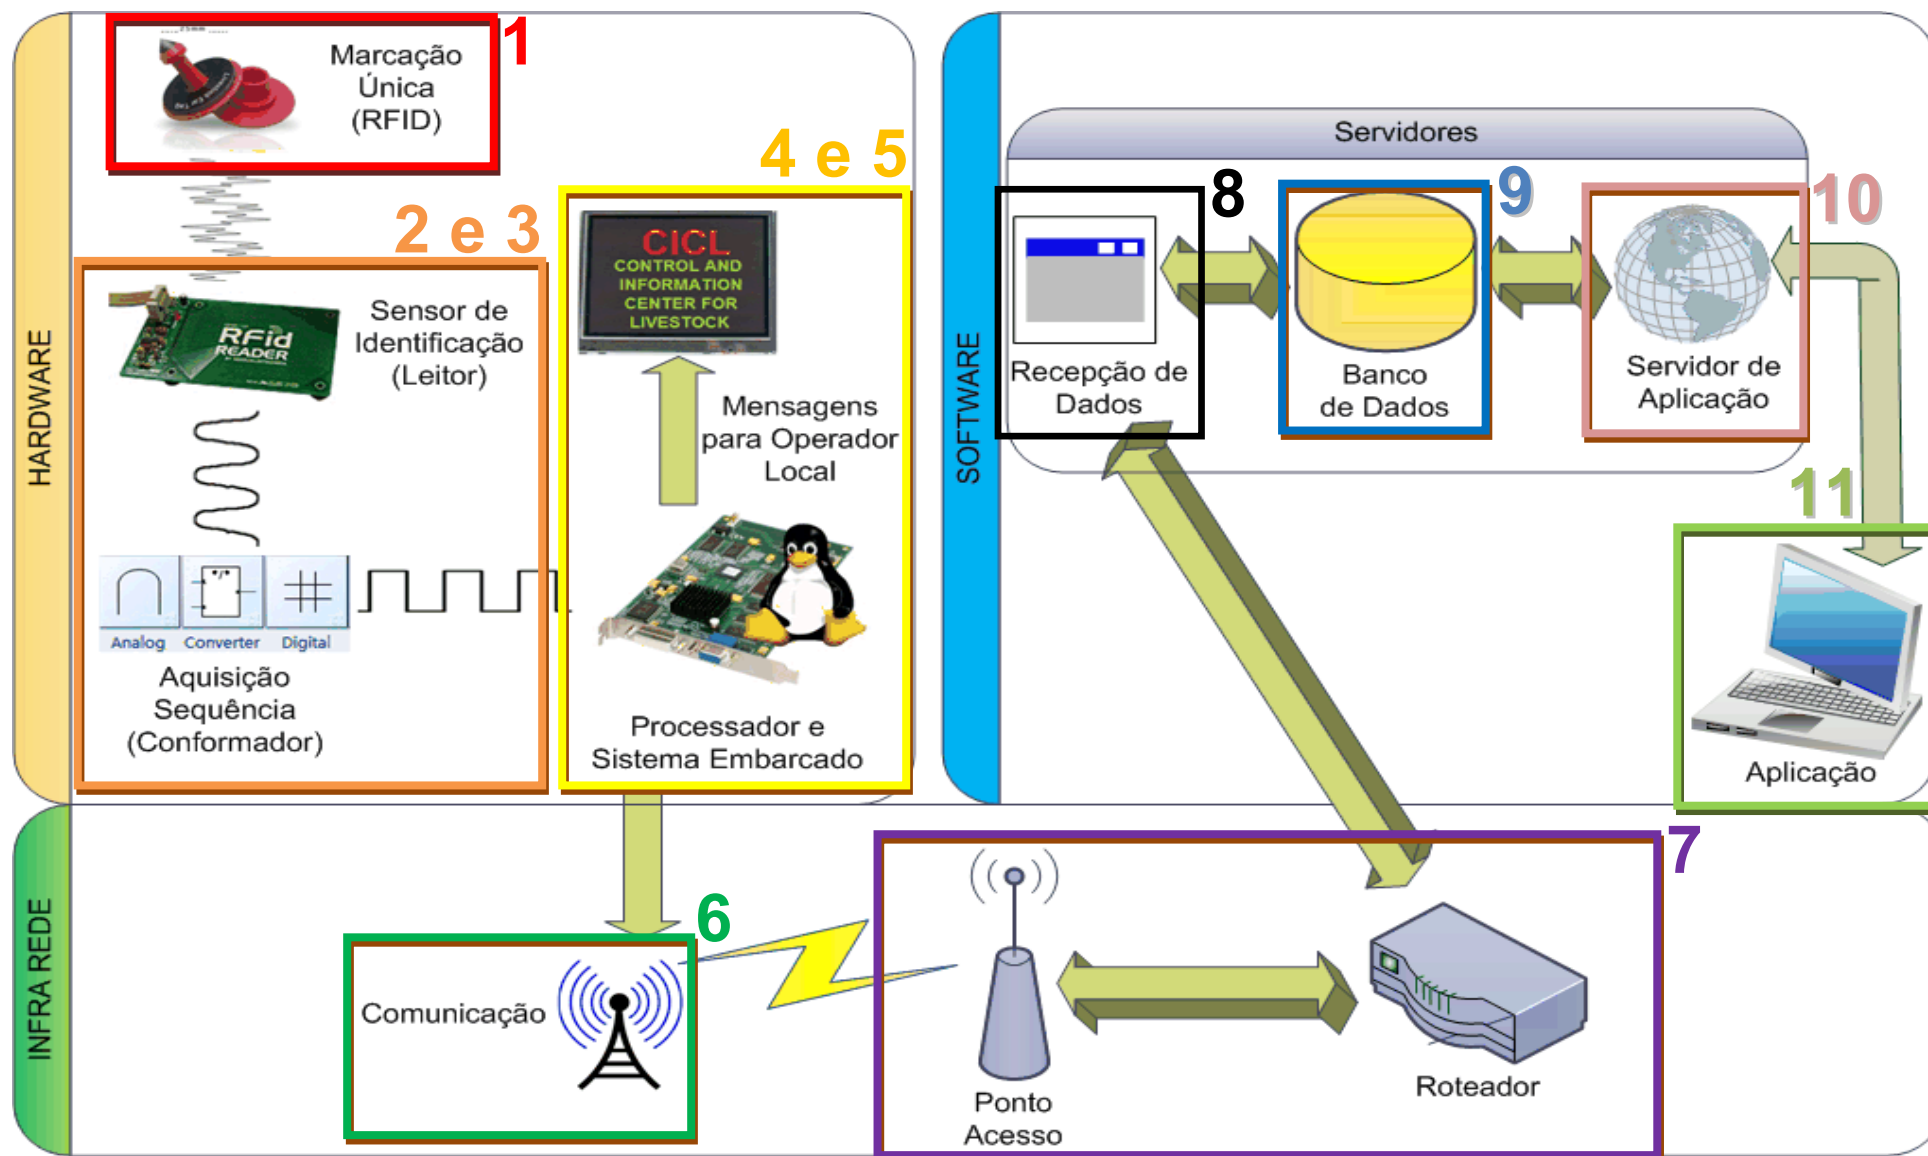 HARDWARE
25mm
Marcação
Única
(RFID)
1
2 e 3
RFid
READER
Sensor de
Identificação
(Leitor)
Analog
Converter
Digital
Aquisição
Sequência
(Conformador)
4 e 5
CICL
CONTROL AND
INFORMATION
CENTER FOR
LIVESTOCK
Mensagens
para Operador
Local
Processador e
Sistema Embarcado
SOFTWARE
Servidores
8
Recepção de
Dados
9
Banco
de Dados
10
Servidor de
Aplicação
11
Aplicação
INFRA REDE
6
Comunicação
7
Ponto
Acesso
Roteador